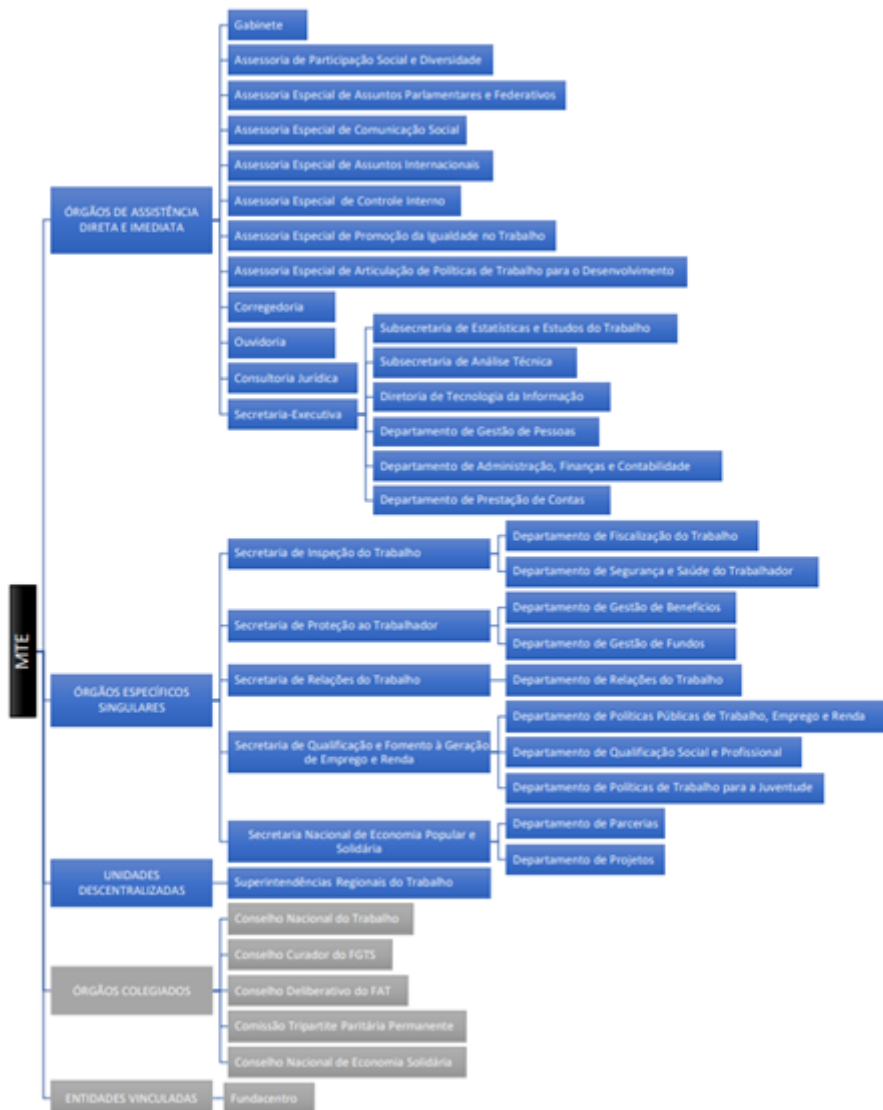 MTE
ÓRGÃOS DE ASSISTÊNCIA
DIRETA E IMEDIATA
Gabinete
Assessoria de Participação Social e Diversidade
Assessoria Especial de Assuntos Parlamentares e Federativos
Assessoria Especial de Comunicação Social
Assessoria Especial de Assuntos Internacionais
Assessoria Especial de Controle Interno
Assessoria Especial de Promoção da Igualdade no Trabalho
Assessoria Especial de Articulação de Políticas de Trabalho para o Desenvolvimento
Corregedoria
Ouvidoria
Consultoria Jurídica
Secretaria-Executiva
Subsecretaria de Estatísticas e Estudos do Trabalho
Subsecretaria de Análise Técnica
Diretoria de Tecnologia da Informação
Departamento de Gestão de Pessoas
Departamento de Administração, Finanças e Contabilidade
Departamento de Prestação de Contas
ÓRGÃOS ESPECÍFICOS
SINGULARES
Secretaria de Inspeção do Trabalho
Departamento de Fiscalização do Trabalho
Departamento de Segurança e Saúde do Trabalhador
Secretaria de Proteção ao Trabalhador
Departamento de Gestão de Benefícios
Departamento de Gestão de Fundos
Secretaria de Relações do Trabalho
Departamento de Relações do Trabalho
Secretaria de Qualificação e Fomento à Geração
de Emprego e Renda
Departamento de Políticas Públicas de Trabalho, Emprego e Renda
Departamento de Qualificação Social e Profissional
Departamento de Políticas de Trabalho para a Juventude
Secretaria Nacional de Economia Popular e
Solidária
Departamento de Parcerias
Departamento de Projetos
UNIDADES
DESCENTRALIZADAS
Superintendências Regionais do Trabalho
ÓRGÃOS COLEGIADOS
Conselho Nacional do Trabalho
Conselho Curador do FGTS
Conselho Deliberativo do FAT
Comissão Tripartite Paritária Permanente
Conselho Nacional de Economia Solidária
ENTIDADES VINCULADAS
Fundacentro